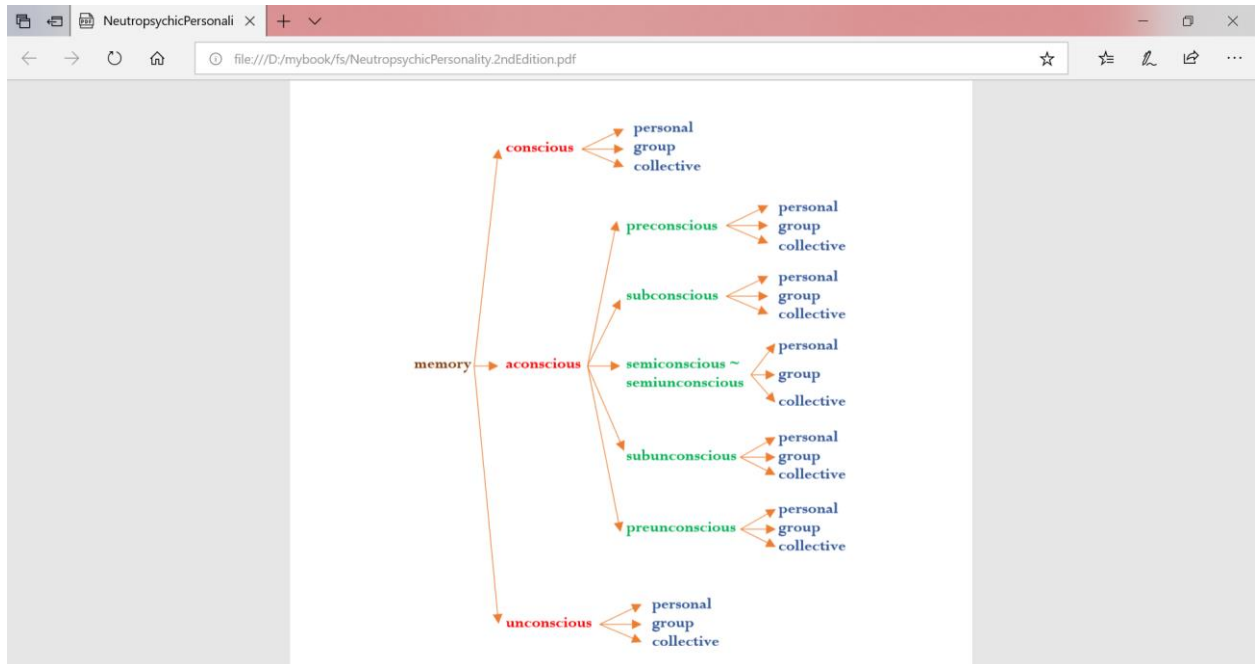 NeutropsychicPersonali
file:///D:/mybook/fs/NeutropsychicPersonality.2ndEdition.pdf
personal
conscious group
collective
personal
preconscious group
collective
personal
subconscious group
collective
personal
memory aconscious semiconscious ~
semiunconscious group
collective
personal
subunconscious group
collective
personal
preunconscious group
collective
personal
unconscious group
collective